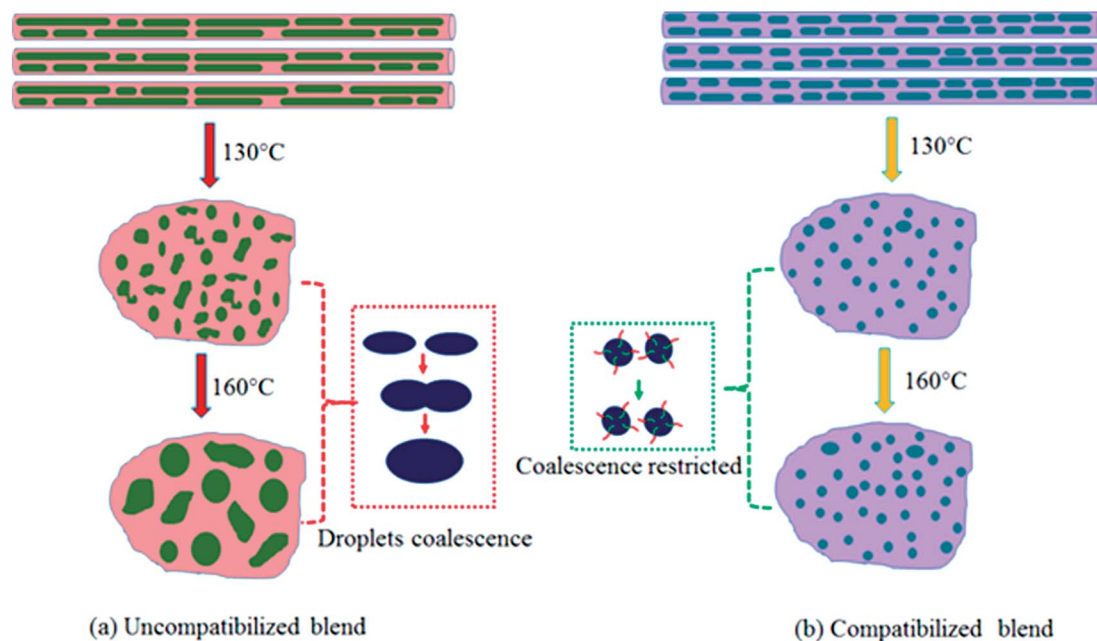 130°C
130°C
160°C
160°C
Coalescence restricted
Droplets coalescence
(a) Uncompatibilized blend
(b) Compatibilized blend